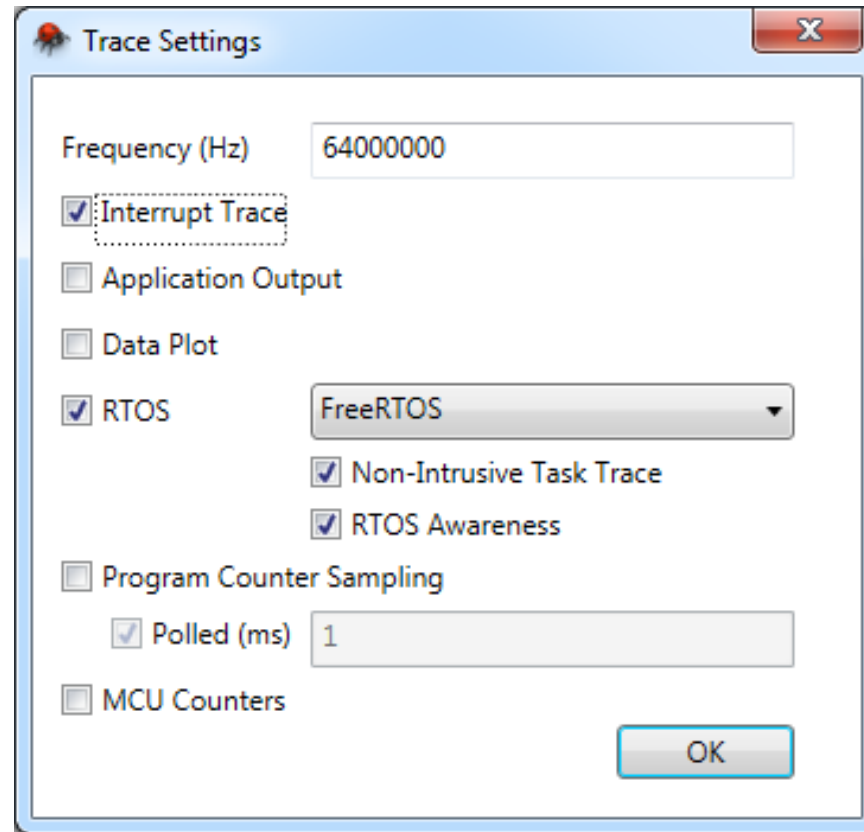 Trace Settings
Frequency (Hz) 64000000
Interrupt Trace
Application Output
Data Plot
RTOS FreeRTOS
Non-Intrusive Task Trace
RTOS Awareness
Program Counter Sampling
Polled (ms) 1
MCU Counters
OK